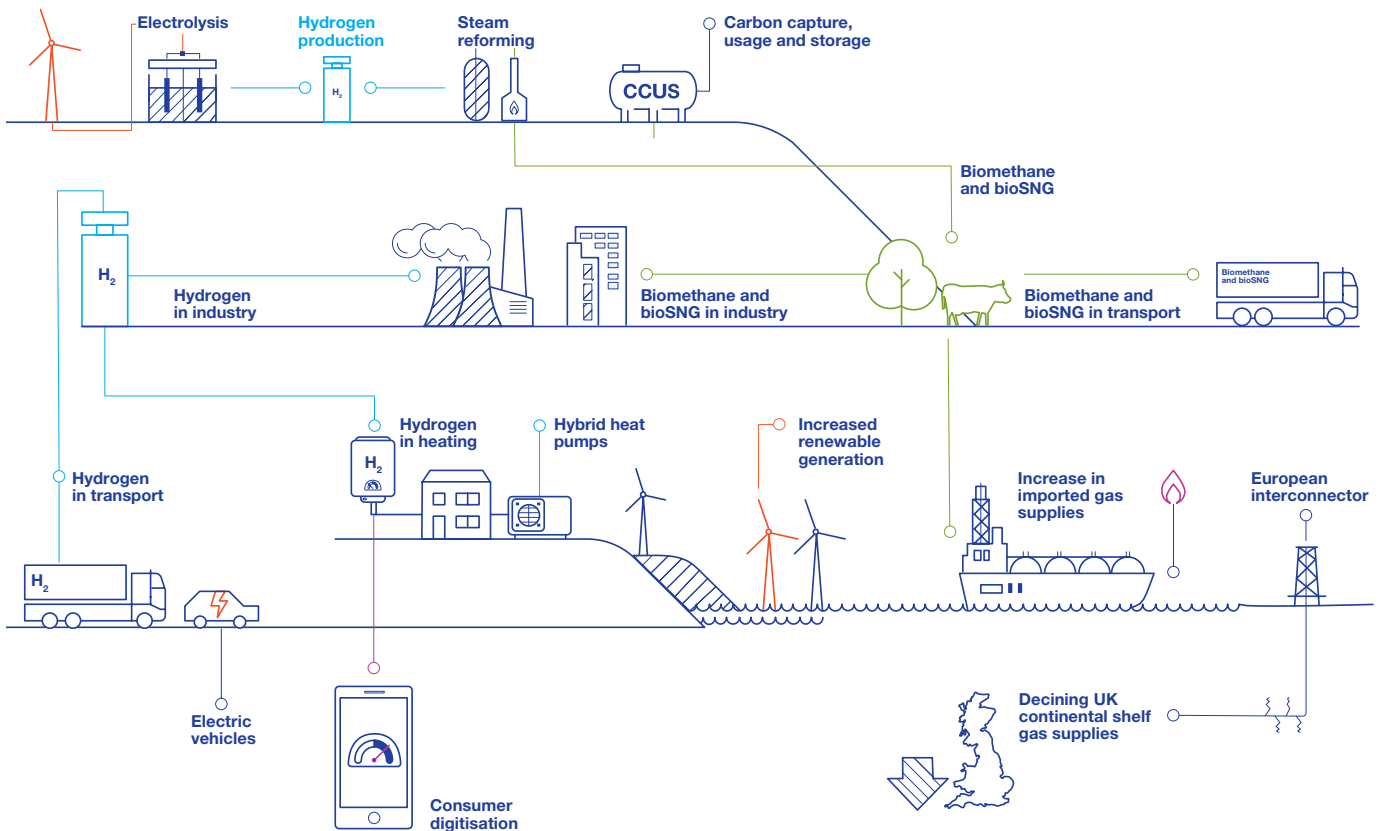 Electrolysis
Hydrogen
production
Steam
reforming
Carbon capture,
usage and storage
H2
CCUS
Biomethane
and bioSNG
H2
Hydrogen
in industry
Biomethane and
bioSNG in industry
Biomethane and
bioSNG in transport
Biomethane
and bioSNG
Hydrogen
in heating
Hybrid heat
pumps
Increased
renewable
generation
H2
Hydrogen
in transport
Increase in
imported gas
supplies
European
interconnector
H2
Electric
vehicles
Decining UK
continental shelf
gas supplies
Consumer
digitisation